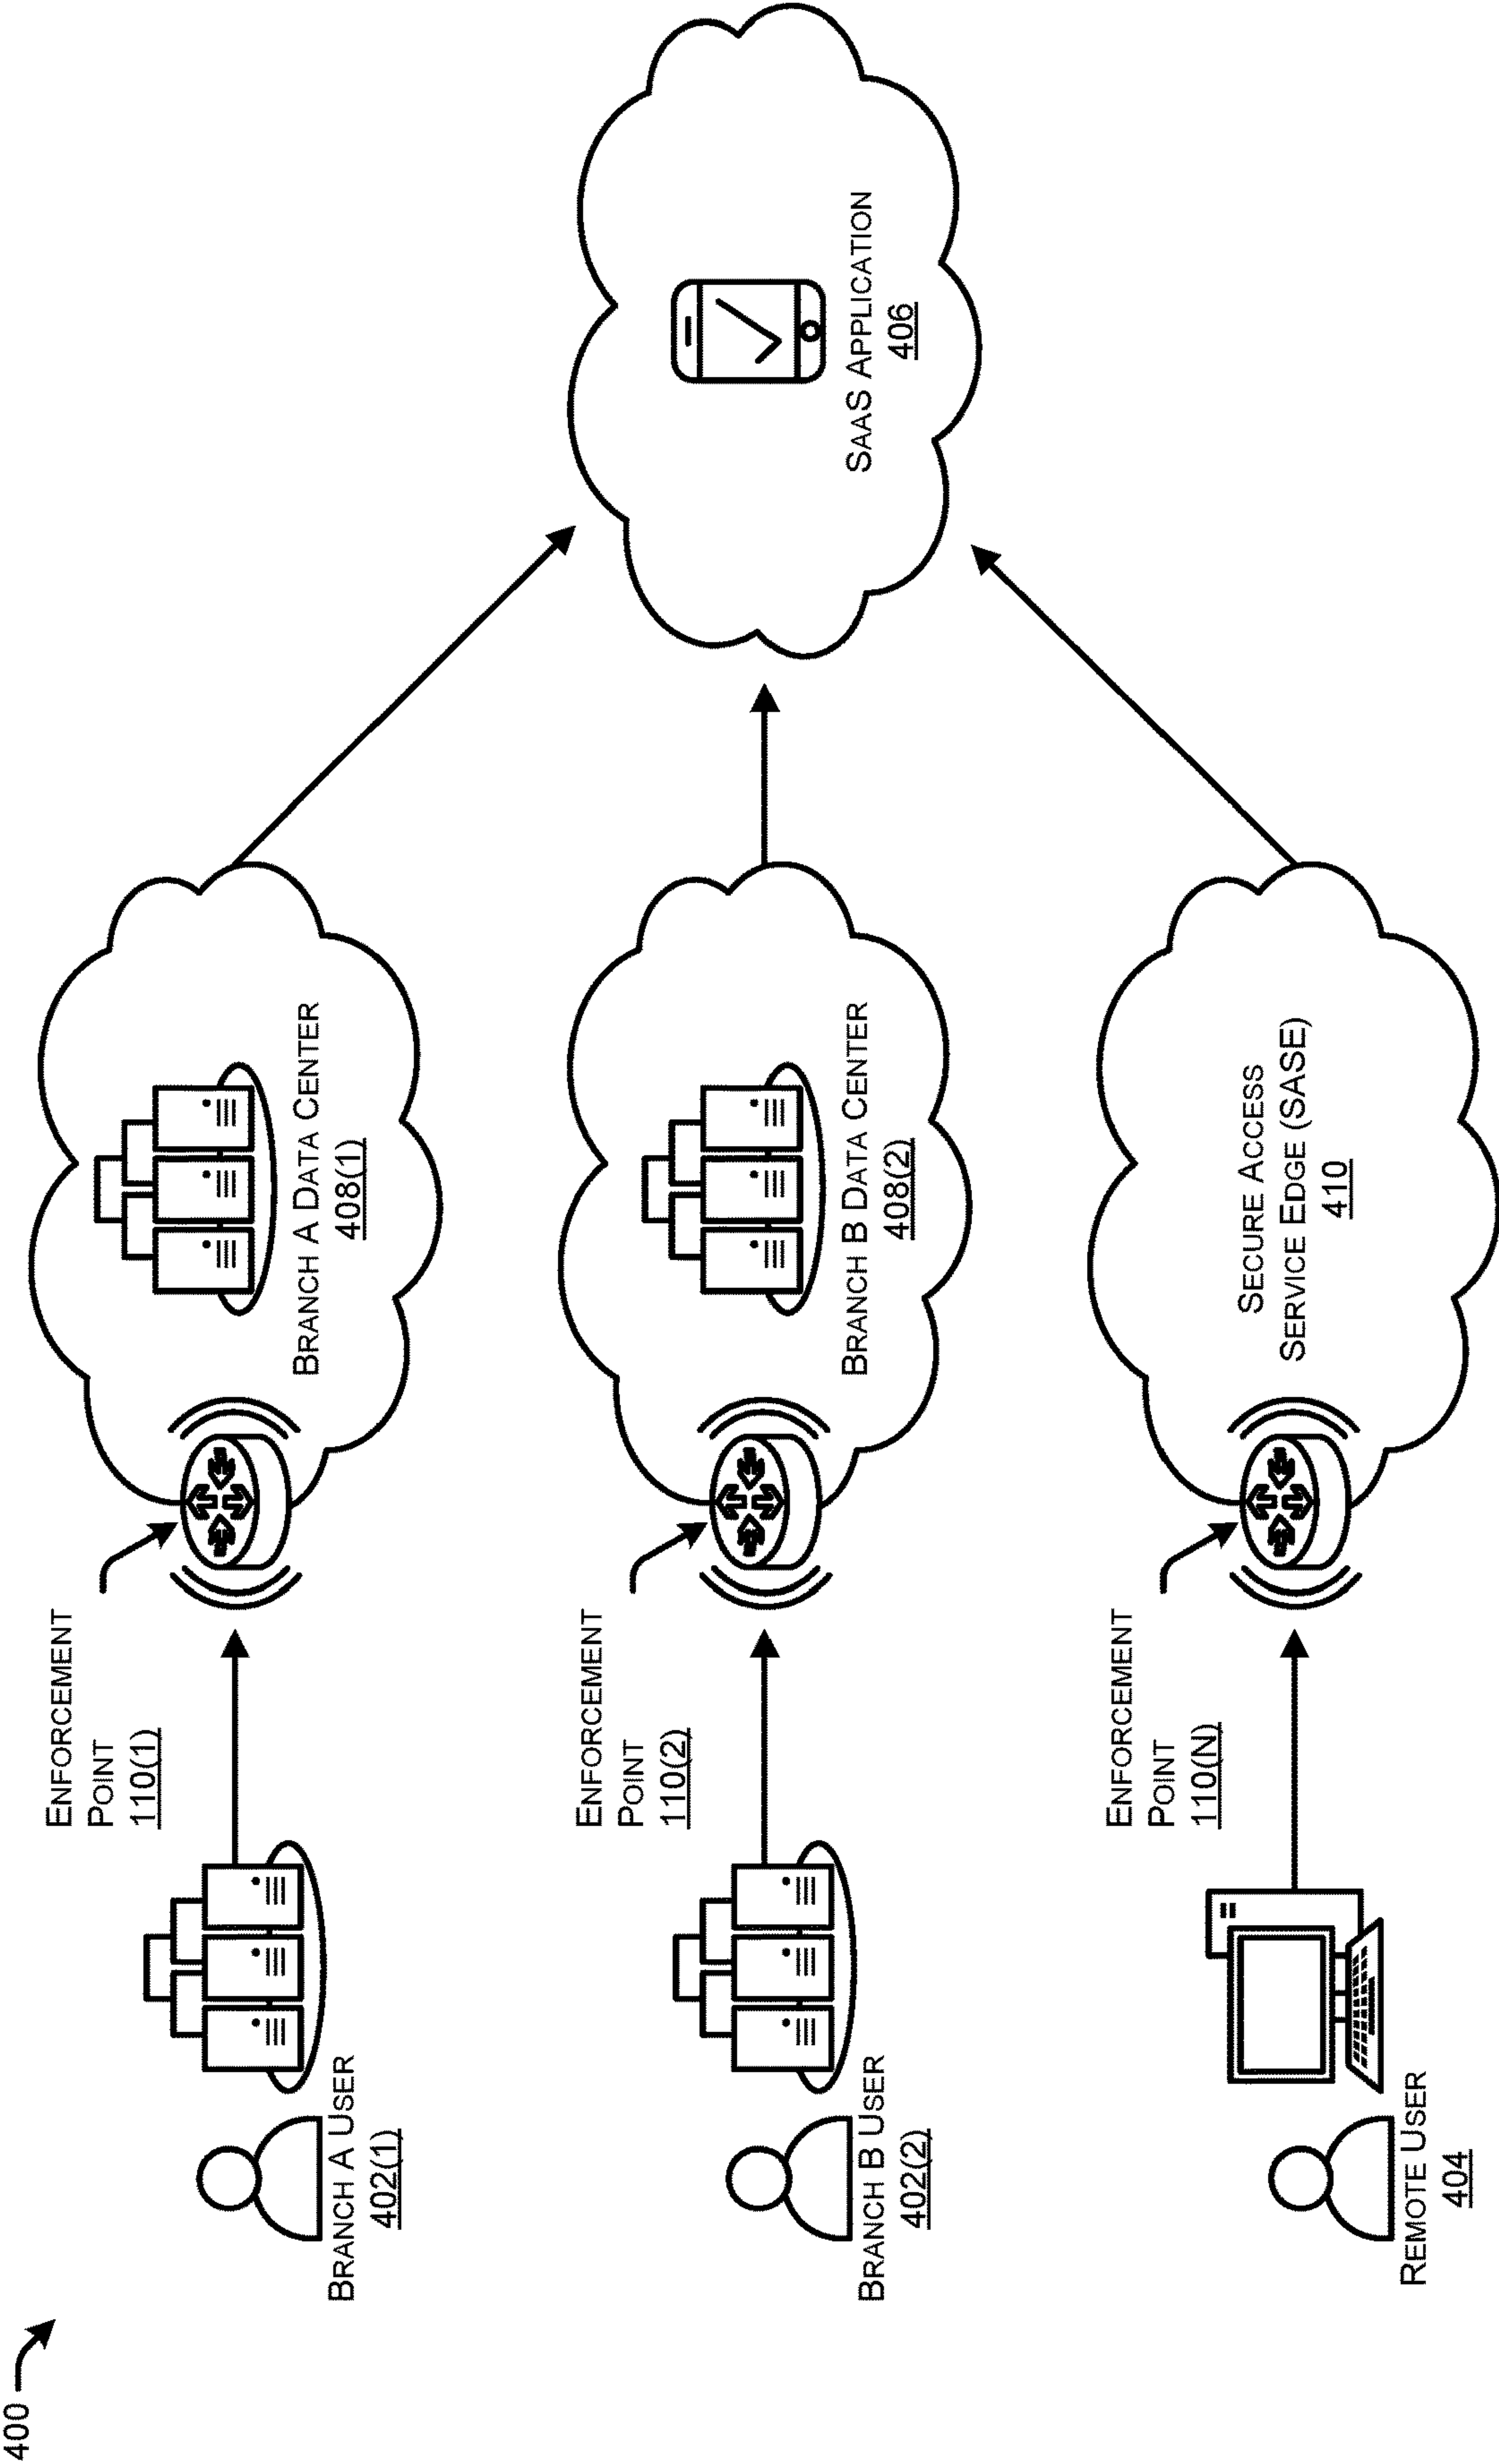 400
BRANCH A USER
402(1)
ENFORCEMENT
POINT
110(1)
BRANCH A DATA CENTER
408(1)
BRANCH B USER
402(2)
ENFORCEMENT
POINT
110(2)
BRANCH B DATA CENTER
408(2)
SAAS APPLICATION
406
REMOTE USER
404
ENFORCEMENT
POINT
110(N)
SECURE ACCESS
SERVICE EDGE (SASE)
410